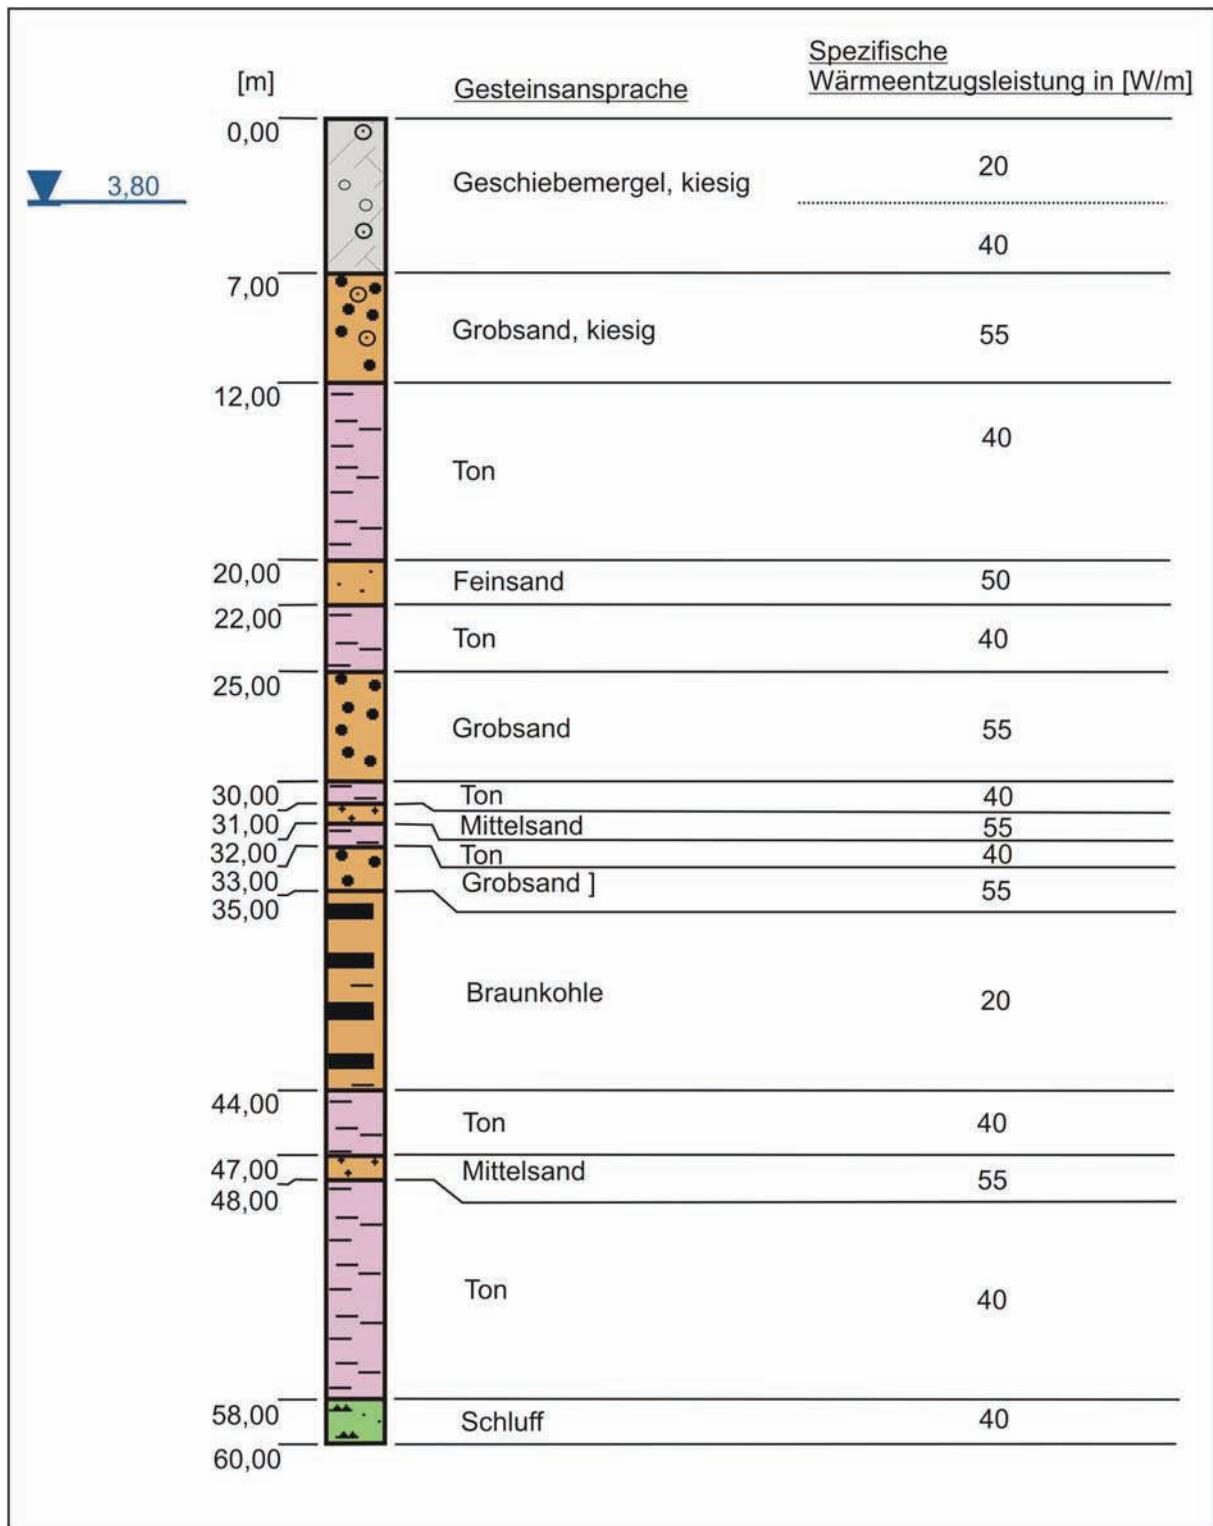 [m]
Gesteinsansprache
Spezifische
Wärmeentzugsleistung in [W/m]
0,00
3,80
Geschiebemergel, kiesig
20
40
7,00
Grobsand, kiesig
55
12,00
Ton
40
20,00
Feinsand
50
22,00
Ton
40
25,00
Grobsand
55
30,00
Ton
40
31,00
Mittelsand
55
32,00
Ton
40
33,00
Grobsand ]
55
35,00
Braunkohle
20
44,00
Ton
40
47,00
Mittelsand
55
48,00
Ton
40
58,00
Schluff
40
60,00